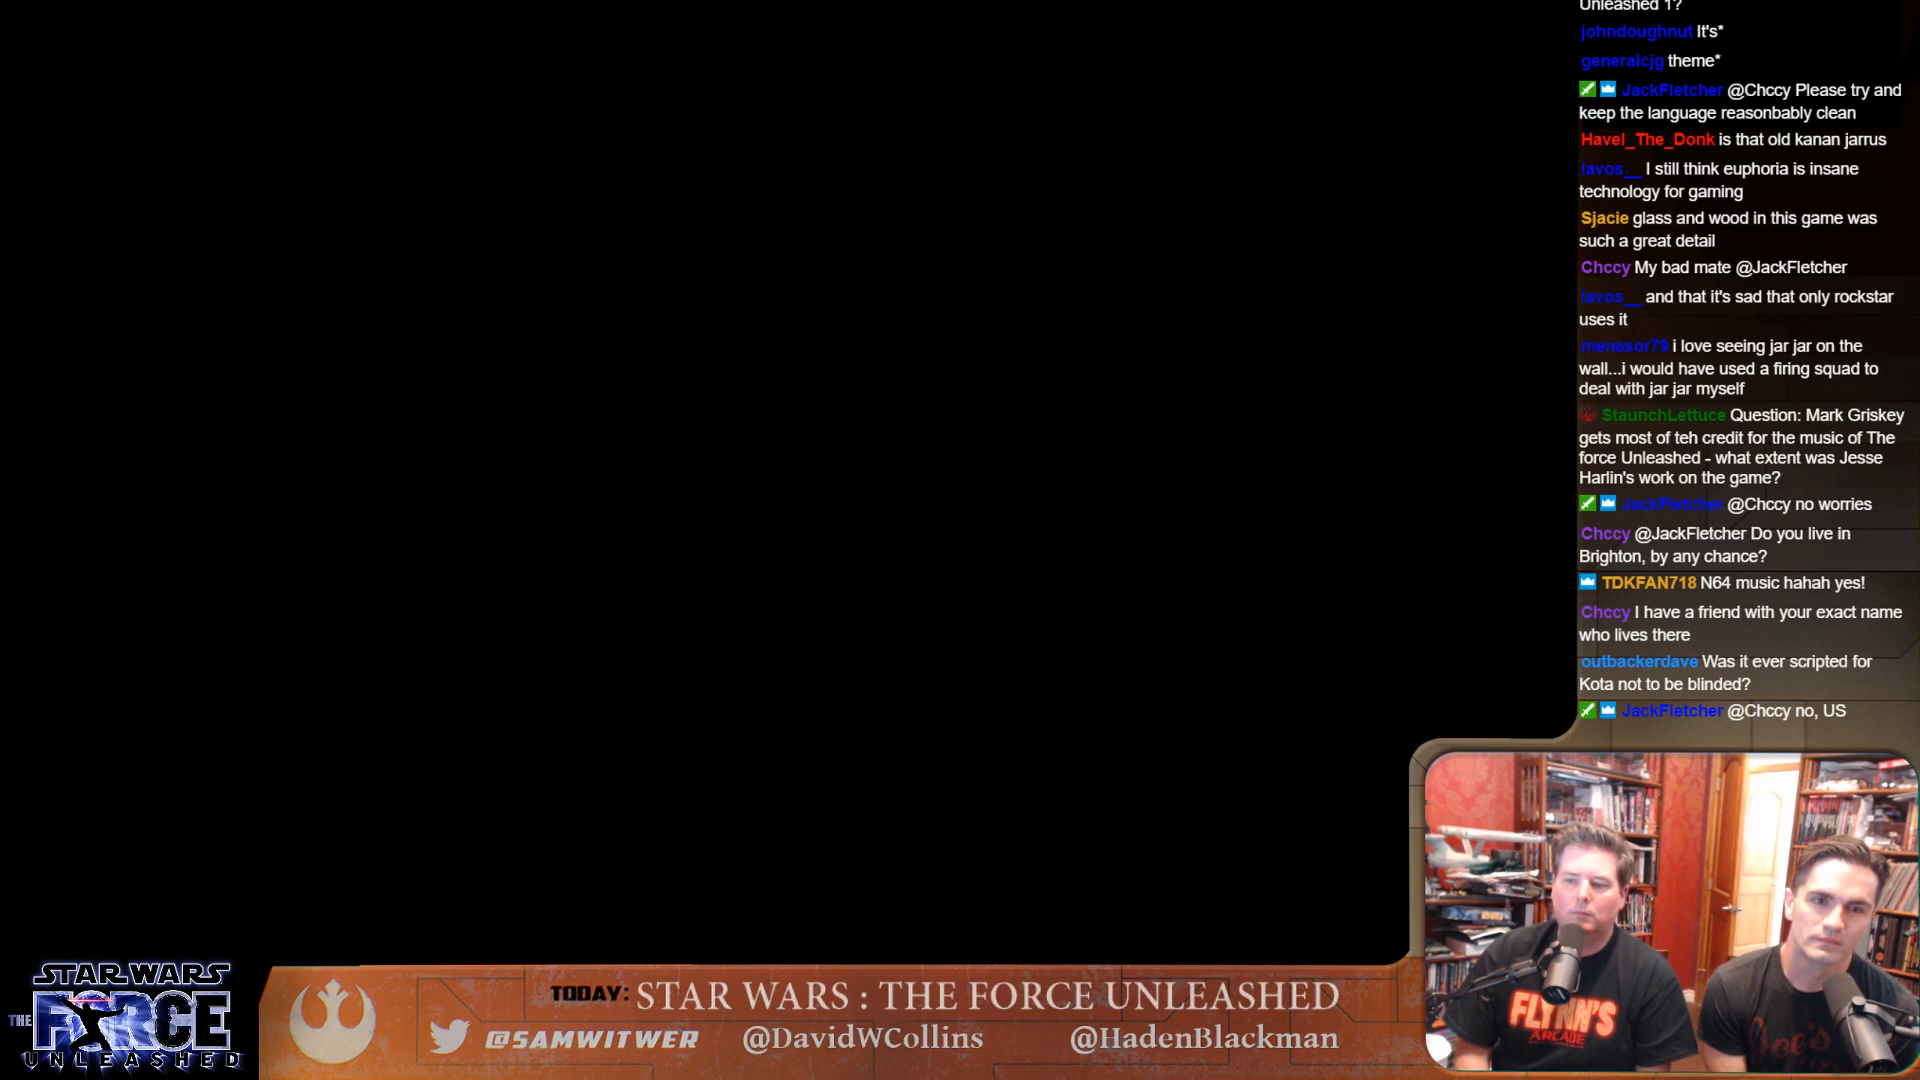 Unleashed 1?
johndoughnut It's*
generalcjg theme*
JackFletcher @Chccy Please try and
keep the language reasonbably clean
Havel_The_Donk is that old kanan jarrus
lavos__ I still think euphoria is insane
technology for gaming
Sjacie glass and wood in this game was
such a great detail
Chccy My bad mate @JackFletcher
lavos__ and that it's sad that only rockstar
uses it
menasor79 i love seeing jar jar on the
wall...i would have used a firing squad to
deal with jar jar myself
StaunchLettuce Question: Mark Griskey
gets most of teh credit for the music of The
force Unleashed - what extent was Jesse
Harlin's work on the game?
JackFletcher @Chccy no worries
Chccy @JackFletcher Do you live in
Brighton, by any chance?
TDKFAN718 N64 music hahah yes!
Chccy I have a friend with your exact name
who lives there
outbackerdave Was it ever scripted for
Kota not to be blinded?
JackFletcher @Chccy no, US
STAR WARS
THE FORCE
UNLEASHED
TODAY: STAR WARS : THE FORCE UNLEASHED
@SAMWITWER @DavidWCollins @HadenBlackman
FLYNN'S
ARCADE